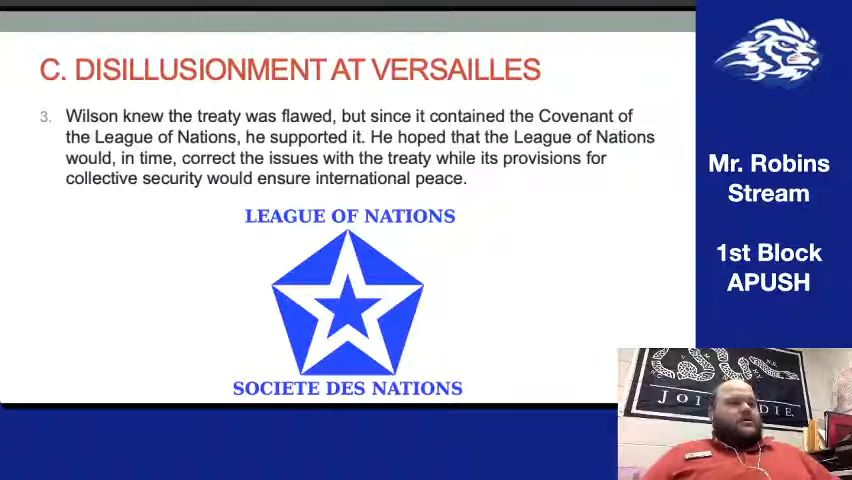 C. DISILLUSIONMENT AT VERSAILLES
3. Wilson knew the treaty was flawed, but since it contained the Covenant of
the League of Nations, he supported it. He hoped that the League of Nations
would, in time, correct the issues with the treaty while its provisions for
collective security would ensure international peace.
LEAGUE OF NATIONS
SOCIETE DES NATIONS
Mr. Robins
Stream
1st Block
APUSH
JOI DIE.